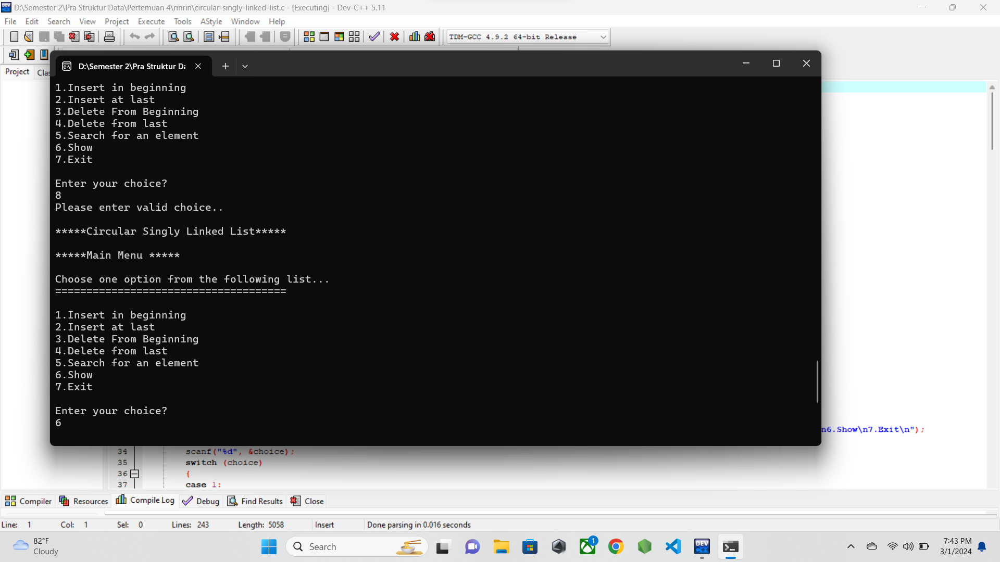 D:\Semester 2\Pra Struktur Data\Pertemuan 4\rinrin\circular-singly-linked-list.c - [Executing] - Dev-C++ 5.11
File Edit Search View Project Execute Tools AStyle Window Help
TDM-GCC 4.9.2 64-bit Release
Project
D:\Semester 2\Pra Struktur Da
1.Insert in beginning
2.Insert at last
3.Delete From Beginning
4.Delete from last
5.Search for an element
6.Show
7.Exit
Enter your choice?
8
Please enter valid choice..
*****Circular Singly Linked List*****
*****Main Menu *****
Choose one option from the following list...
=====================================
1.Insert in beginning
2.Insert at last
3.Delete From Beginning
4.Delete from last
5.Search for an element
6.Show
7.Exit
Enter your choice?
6
n6.Show\n7.Exit\n");
34 scanf("%d", &choice);
35 switch (choice)
36 {
37 case 1:
Compiler Resources Compile Log Debug Find Results Close
Line: 1 Col: 1 Sel: 0 Lines: 243 Length: 5058 Insert Done parsing in 0.016 seconds
82°F
Cloudy
Search
DEV
C++
1
7:43 PM
3/1/2024